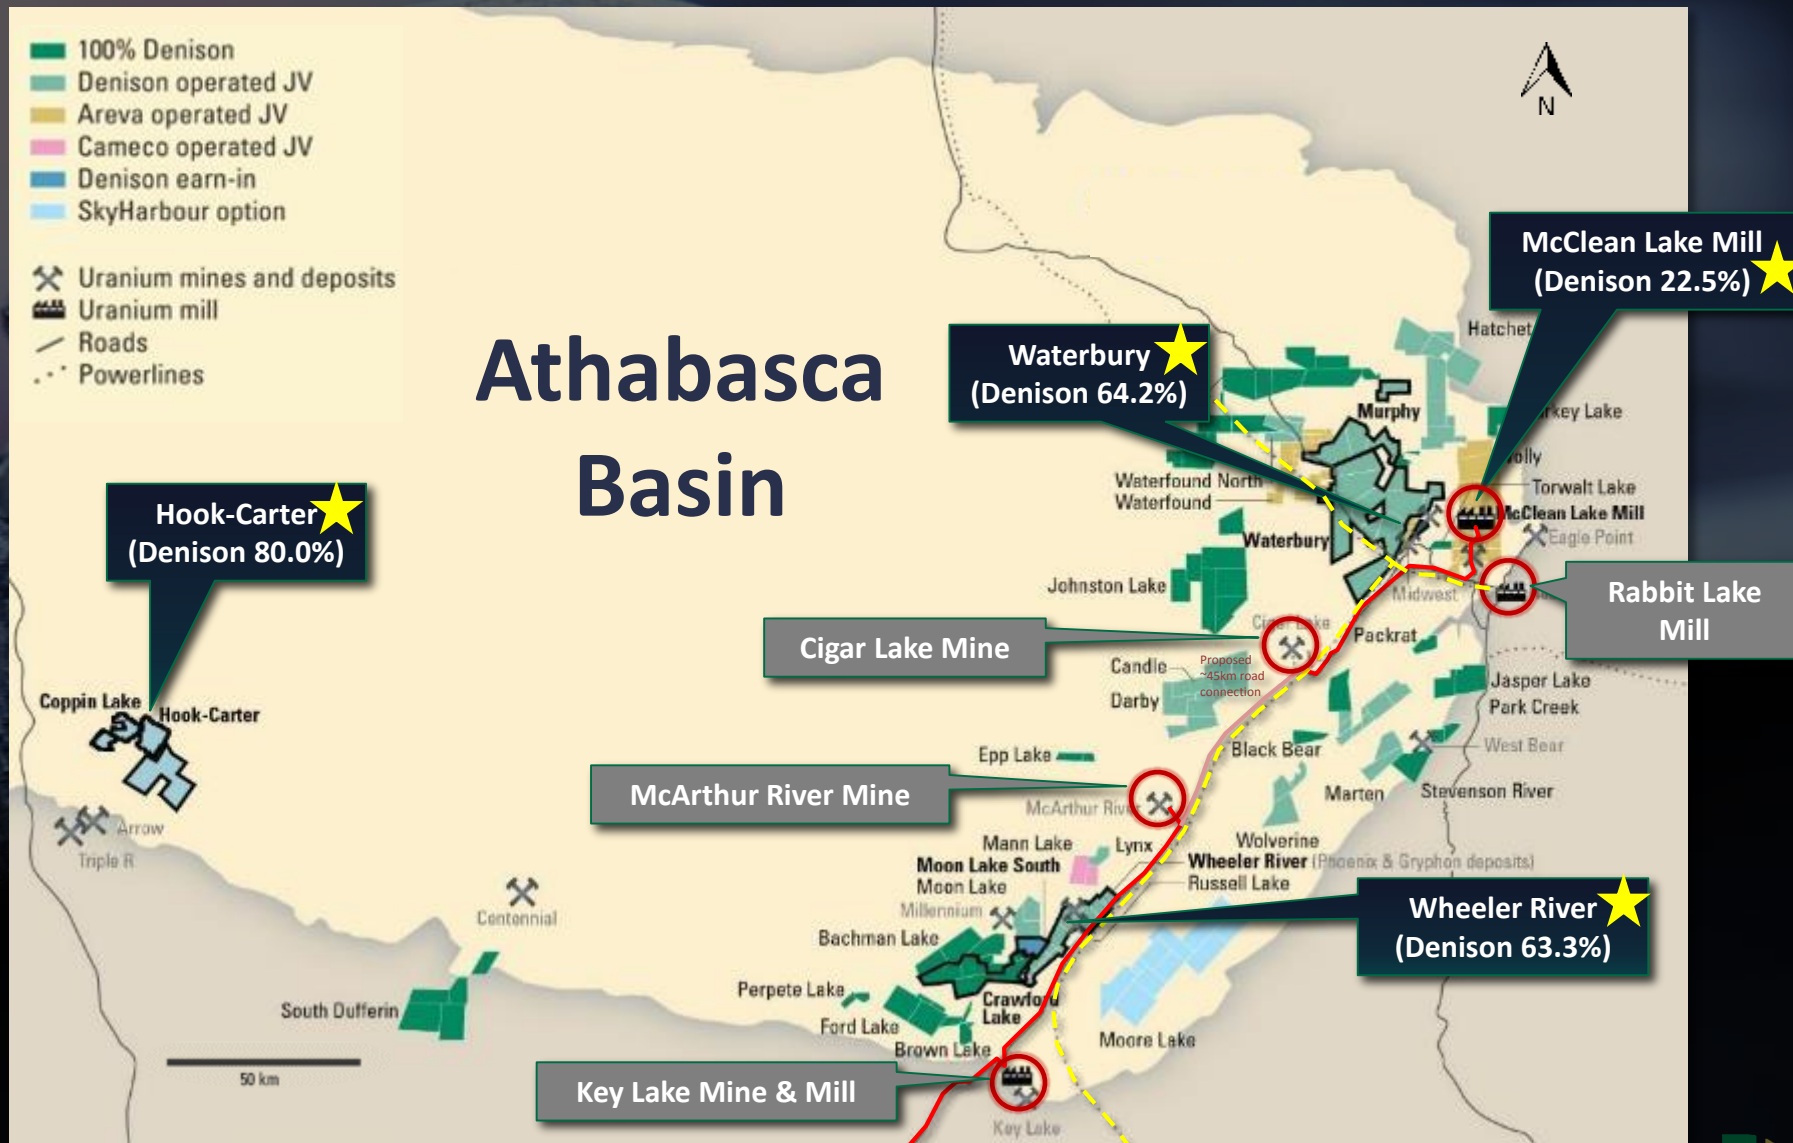 100% Denison
Denison operated JV
Areva operated JV
Cameco operated JV
Denison earn-in
SkyHarbour option
Uranium mines and deposits
Uranium mill
Roads
Powerlines
Athabasca
Basin
N
McClean Lake Mill
(Denison 22.5%)
Hatchet
Waterbury
(Denison 64.2%)
Murphy
Waterfound North
Waterfound
Torwalt Lake
McClean Lake Mill
Eagle Point
Hook-Carter
(Denison 80.0%)
Waterbury
Johnston Lake
Midwest
Rabbit Lake
Mill
Cigar Lake
Packrat
Cigar Lake Mine
Candle
Proposed
~45km road
connection
Darby
Jasper Lake
Park Creek
Coppin Lake
Hook-Carter
Black Bear
West Bear
Epp Lake
McArthur River Mine
McArthur River
Marten
Stevenson River
Arrow
Triple R
Mann Lake
Lynx
Wolverine
Moon Lake South
Wheeler River (Phoenix & Gryphon deposits)
Moon Lake
Russell Lake
Millennium
Centennial
Wheeler River
(Denison 63.3%)
Bachman Lake
Perpete Lake
Crawford
Lake
South Dufferin
Ford Lake
Brown Lake
Moore Lake
50 km
Key Lake Mine & Mill
Key Lake